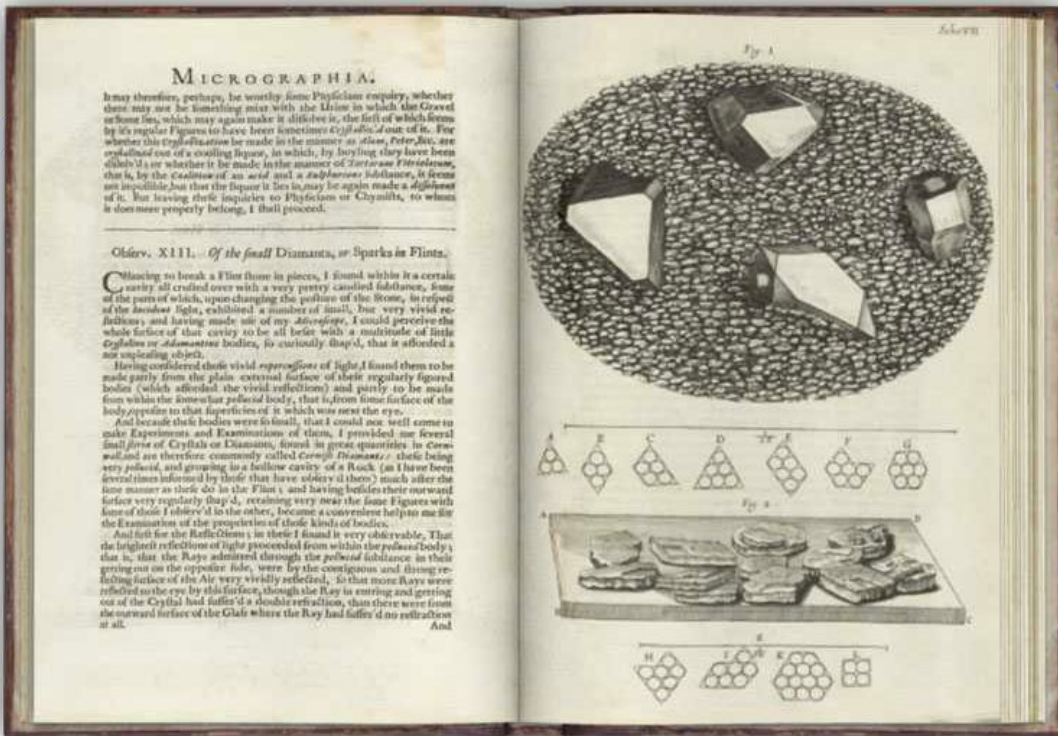 MICROGRAPHIA.
It may therefore, perhaps, be worthy some Physicians enquiry, whether
there may not be something mixt with the Urine in which the Gravel
or Stone lies, which may again make it dissolve it, the first of which seems
by it's regular Figures to have been sometimes Crystalliz'd out of it. For
whether this Crystallization be made in the manner as Alum, Peter, &c. are
crystallized out of a cooling liquor, in which, by boyling they have been
dissolv'd; or whether it be made in the manner of Tartarum Vitriolatum,
that is, by the Coalition of an acid and a Sulphureous substance, it seems
not impossible, but that the liquor it lies in, may be again made a dissolvent
of it. But leaving these inquiries to Physicians or Chymists, to whom
it does more properly belong, I shall proceed.
Observ. XIII. Of the small Diamants, or Sparks in Flints.
CHancing to break a Flint stone in pieces, I found within it a certain
cavity all crusted over with a very pretty candied substance, some
of the parts of which, upon changing the posture of the Stone, in respect
of the Incident light, exhibited a number of small, but very vivid re-
flections; and having made use of my Microscope, I could perceive the
whole surface of that cavity to be all beset with a multitude of little
Crystaline or Adamantine bodies, so curiously shap'd, that it afforded a
not unpleasing object.
Having considered those vivid repercussions of light, I found them to be
made partly from the plain external surface of these regularly figured
bodies (which afforded the vivid reflections) and partly to be made
from within the somewhat pellucid body, that is, from some surface of the
body, opposite to that superficies of it which was next the eye.
And because these bodies were so small, that I could not well come to
make Experiments and Examinations of them, I provided me several
small stiriæ of Crystals or Diamants, found in great quantities in Corn-
wall, and are therefore commonly called Cornish Diamants: these being
very pellucid, and growing in a hollow cavity of a Rock (as I have been
several times informed by those that have observ'd them) much after the
same manner as these do in the Flint; and having besides their outward
surface very regularly shap'd, retaining very near the same Figures with
some of those I observ'd in the other, became a convenient help to me for
the Examination of the proprieties of those kinds of bodies.
And first for the Reflections; in these I found it very observable, That
the brightest reflections of light proceeded from within the pellucid body;
that is, that the Rays admitted through the pellucid substance in their
getting out on the opposite side, were by the contiguous and strong re-
flecting surface of the Air very vividly reflected, so that more Rays were
reflected to the eye by this surface, though the Ray in entring and getting
out of the Crystal had suffer'd a double refraction, than there were from
the outward surface of the Glass where the Ray had suffer'd no refraction
at all. And
Fig. 1
A B C D E F G
Fig. 2
A B
C
H I K L